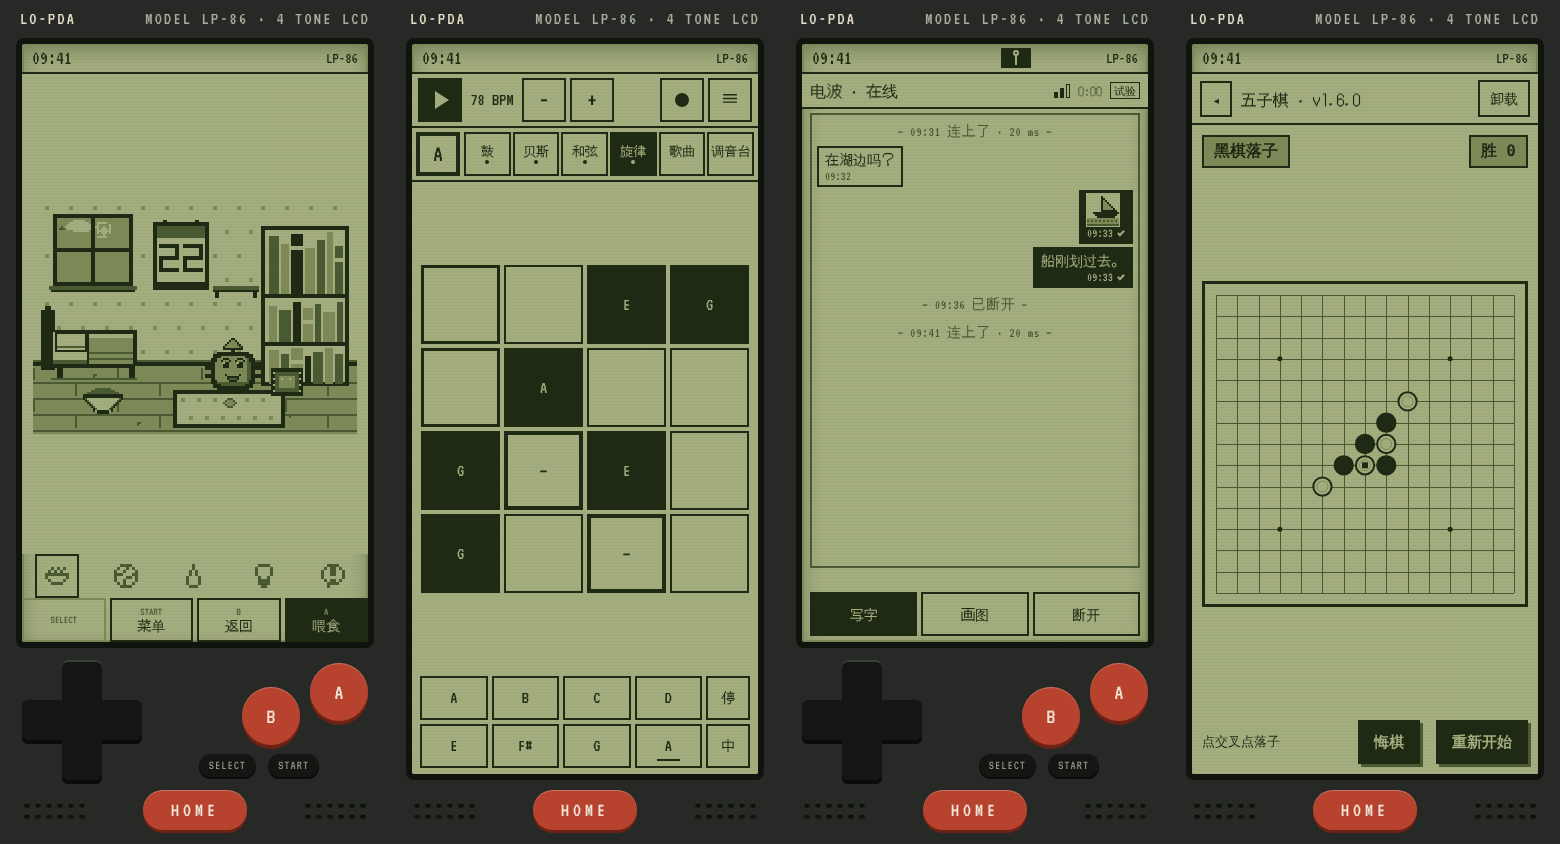 LO-PDA
MODEL LP-86 · 4 TONE LCD
09:41
LP-86
22
SELECT
START
菜单
B
返回
A
喂食
B
A
SELECT
START
HOME
LO-PDA
MODEL LP-86 · 4 TONE LCD
09:41
LP-86
78 BPM
-
+
A
鼓
贝斯
和弦
旋律
歌曲
调音台
E
G
A
G
-
E
G
-
A
B
C
D
停
E
F#
G
A
中
HOME
LO-PDA
MODEL LP-86 · 4 TONE LCD
09:41
LP-86
电波 · 在线
0:00
试验
- 09:31 连上了 · 20 ms -
在湖边吗?
09:32
09:33
船刚划过去。
09:33
- 09:36 已断开 -
- 09:41 连上了 · 20 ms -
写字
画图
断开
B
A
SELECT
START
HOME
LO-PDA
MODEL LP-86 · 4 TONE LCD
09:41
LP-86
五子棋 · v1.6.0
卸载
黑棋落子
胜 0
点交叉点落子
悔棋
重新开始
HOME